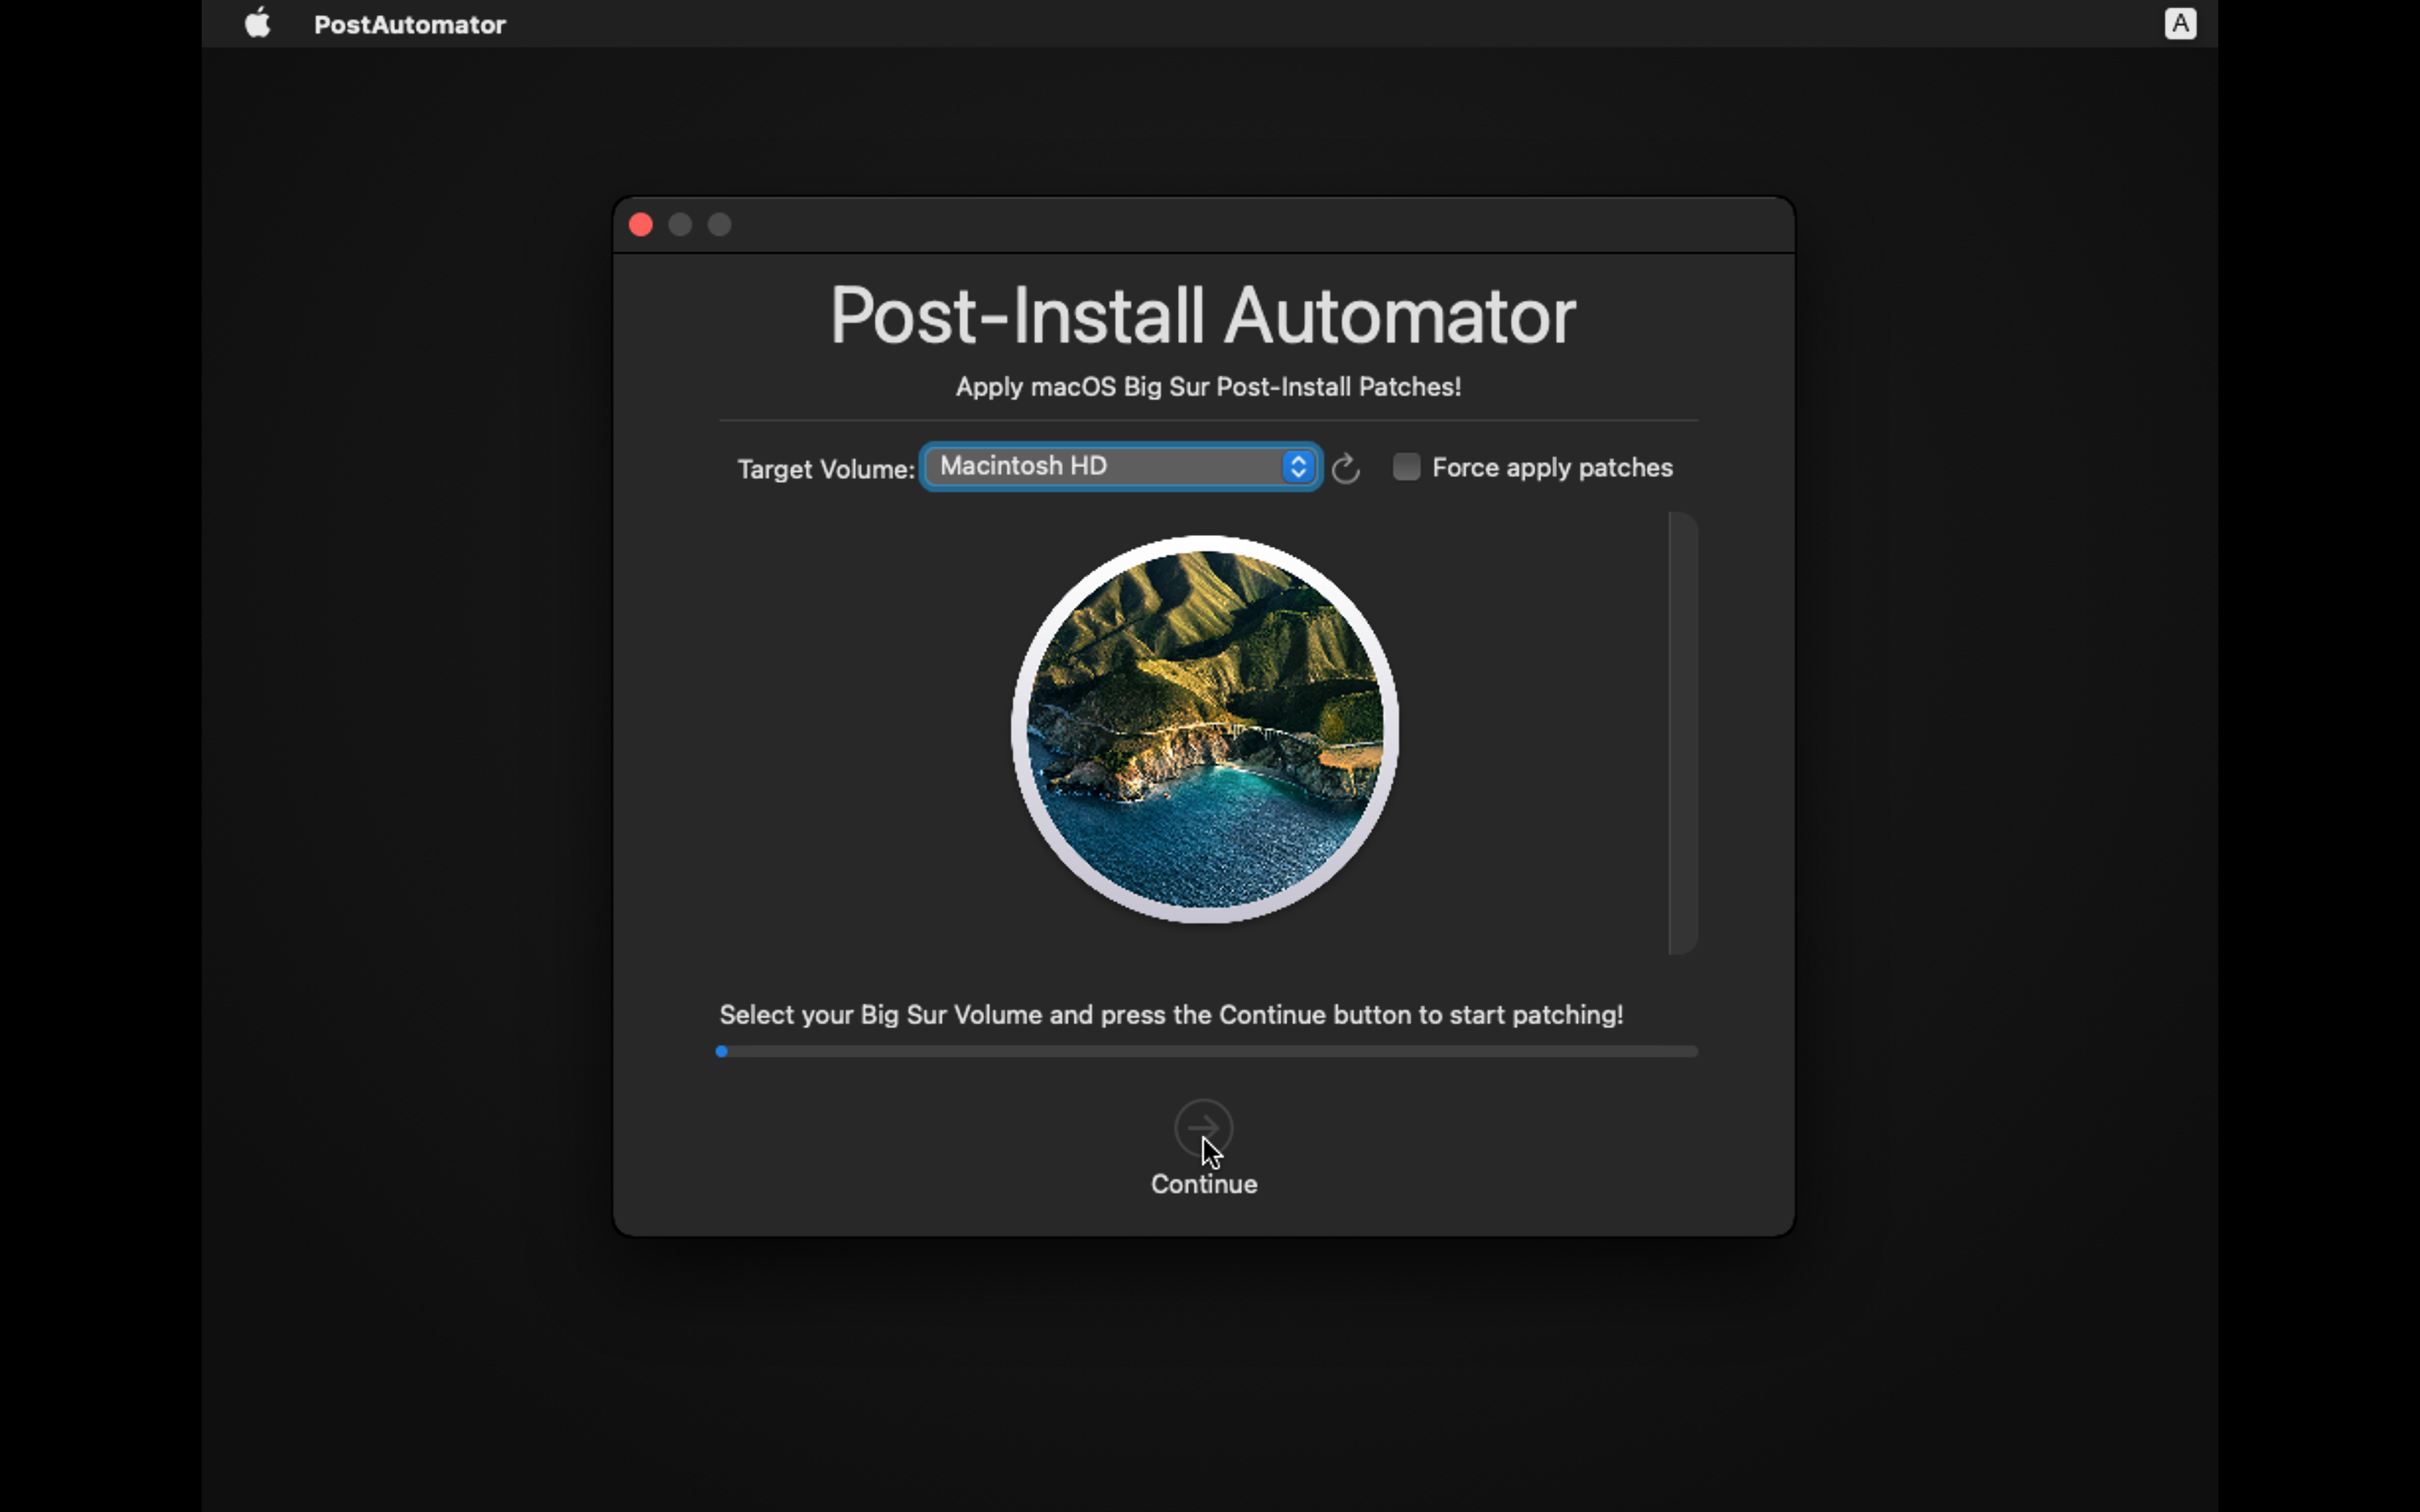 PostAutomator
A
Post-Install Automator
Apply macOS Big Sur Post-Install Patches!
Target Volume: Macintosh HD Force apply patches
Select your Big Sur Volume and press the Continue button to start patching!
Continue